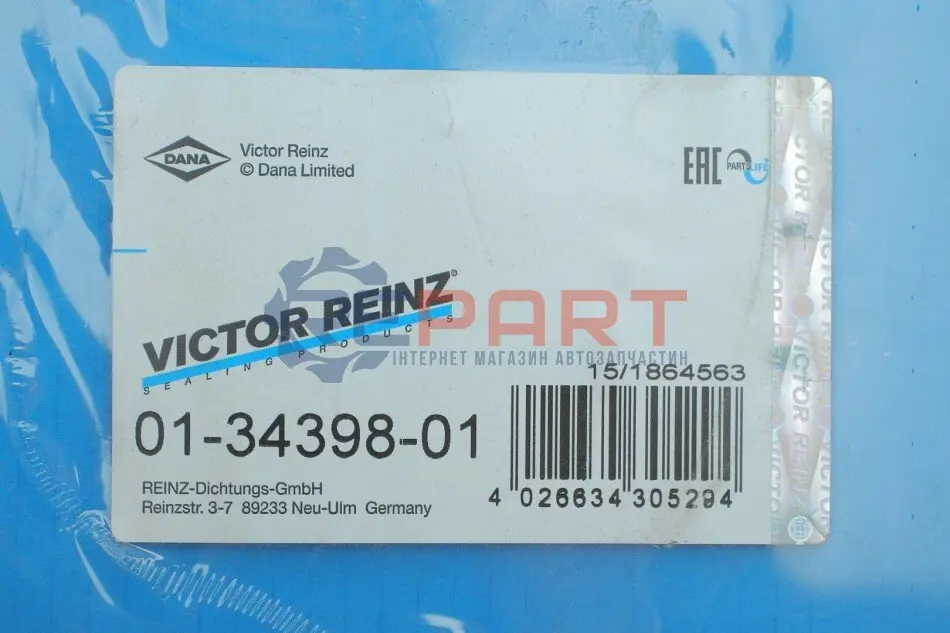 DANA
Victor Reinz
© Dana Limited
EAC
PARTS LIFE
VICTOR REINZ®
SEALING PRODUCTS
PART
ІНТЕРНЕТ МАГАЗИН АВТОЗАПЧАСТИН
15/1864563
01-34398-01
4 026634 305294
REINZ-Dichtungs-GmbH
Reinzstr. 3-7 89233 Neu-Ulm Germany
VICTOR REINZ